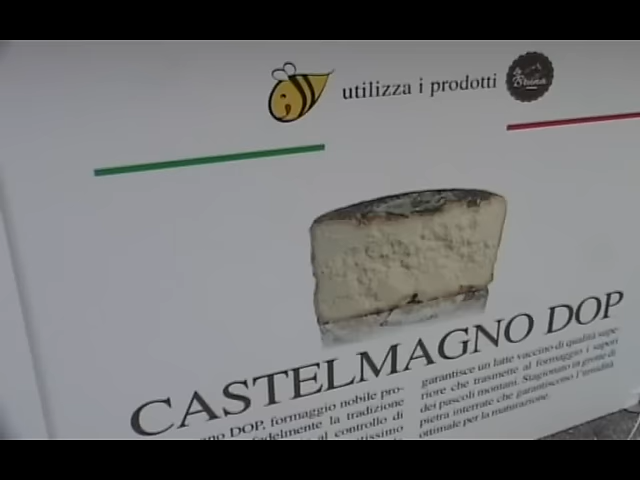 utilizza i prodotti
CASTELMAGNO DOP
DOP, formaggio nobile pro-
la tradizione
al controllo di
garantisce un latte vaccino di qualità supe-
riore che trasmette al formaggio i sapori
dei pascoli montani. Stagionato in grotte di
pietra interrate che garantiscono l'umidità
ottimale per la maturazione.